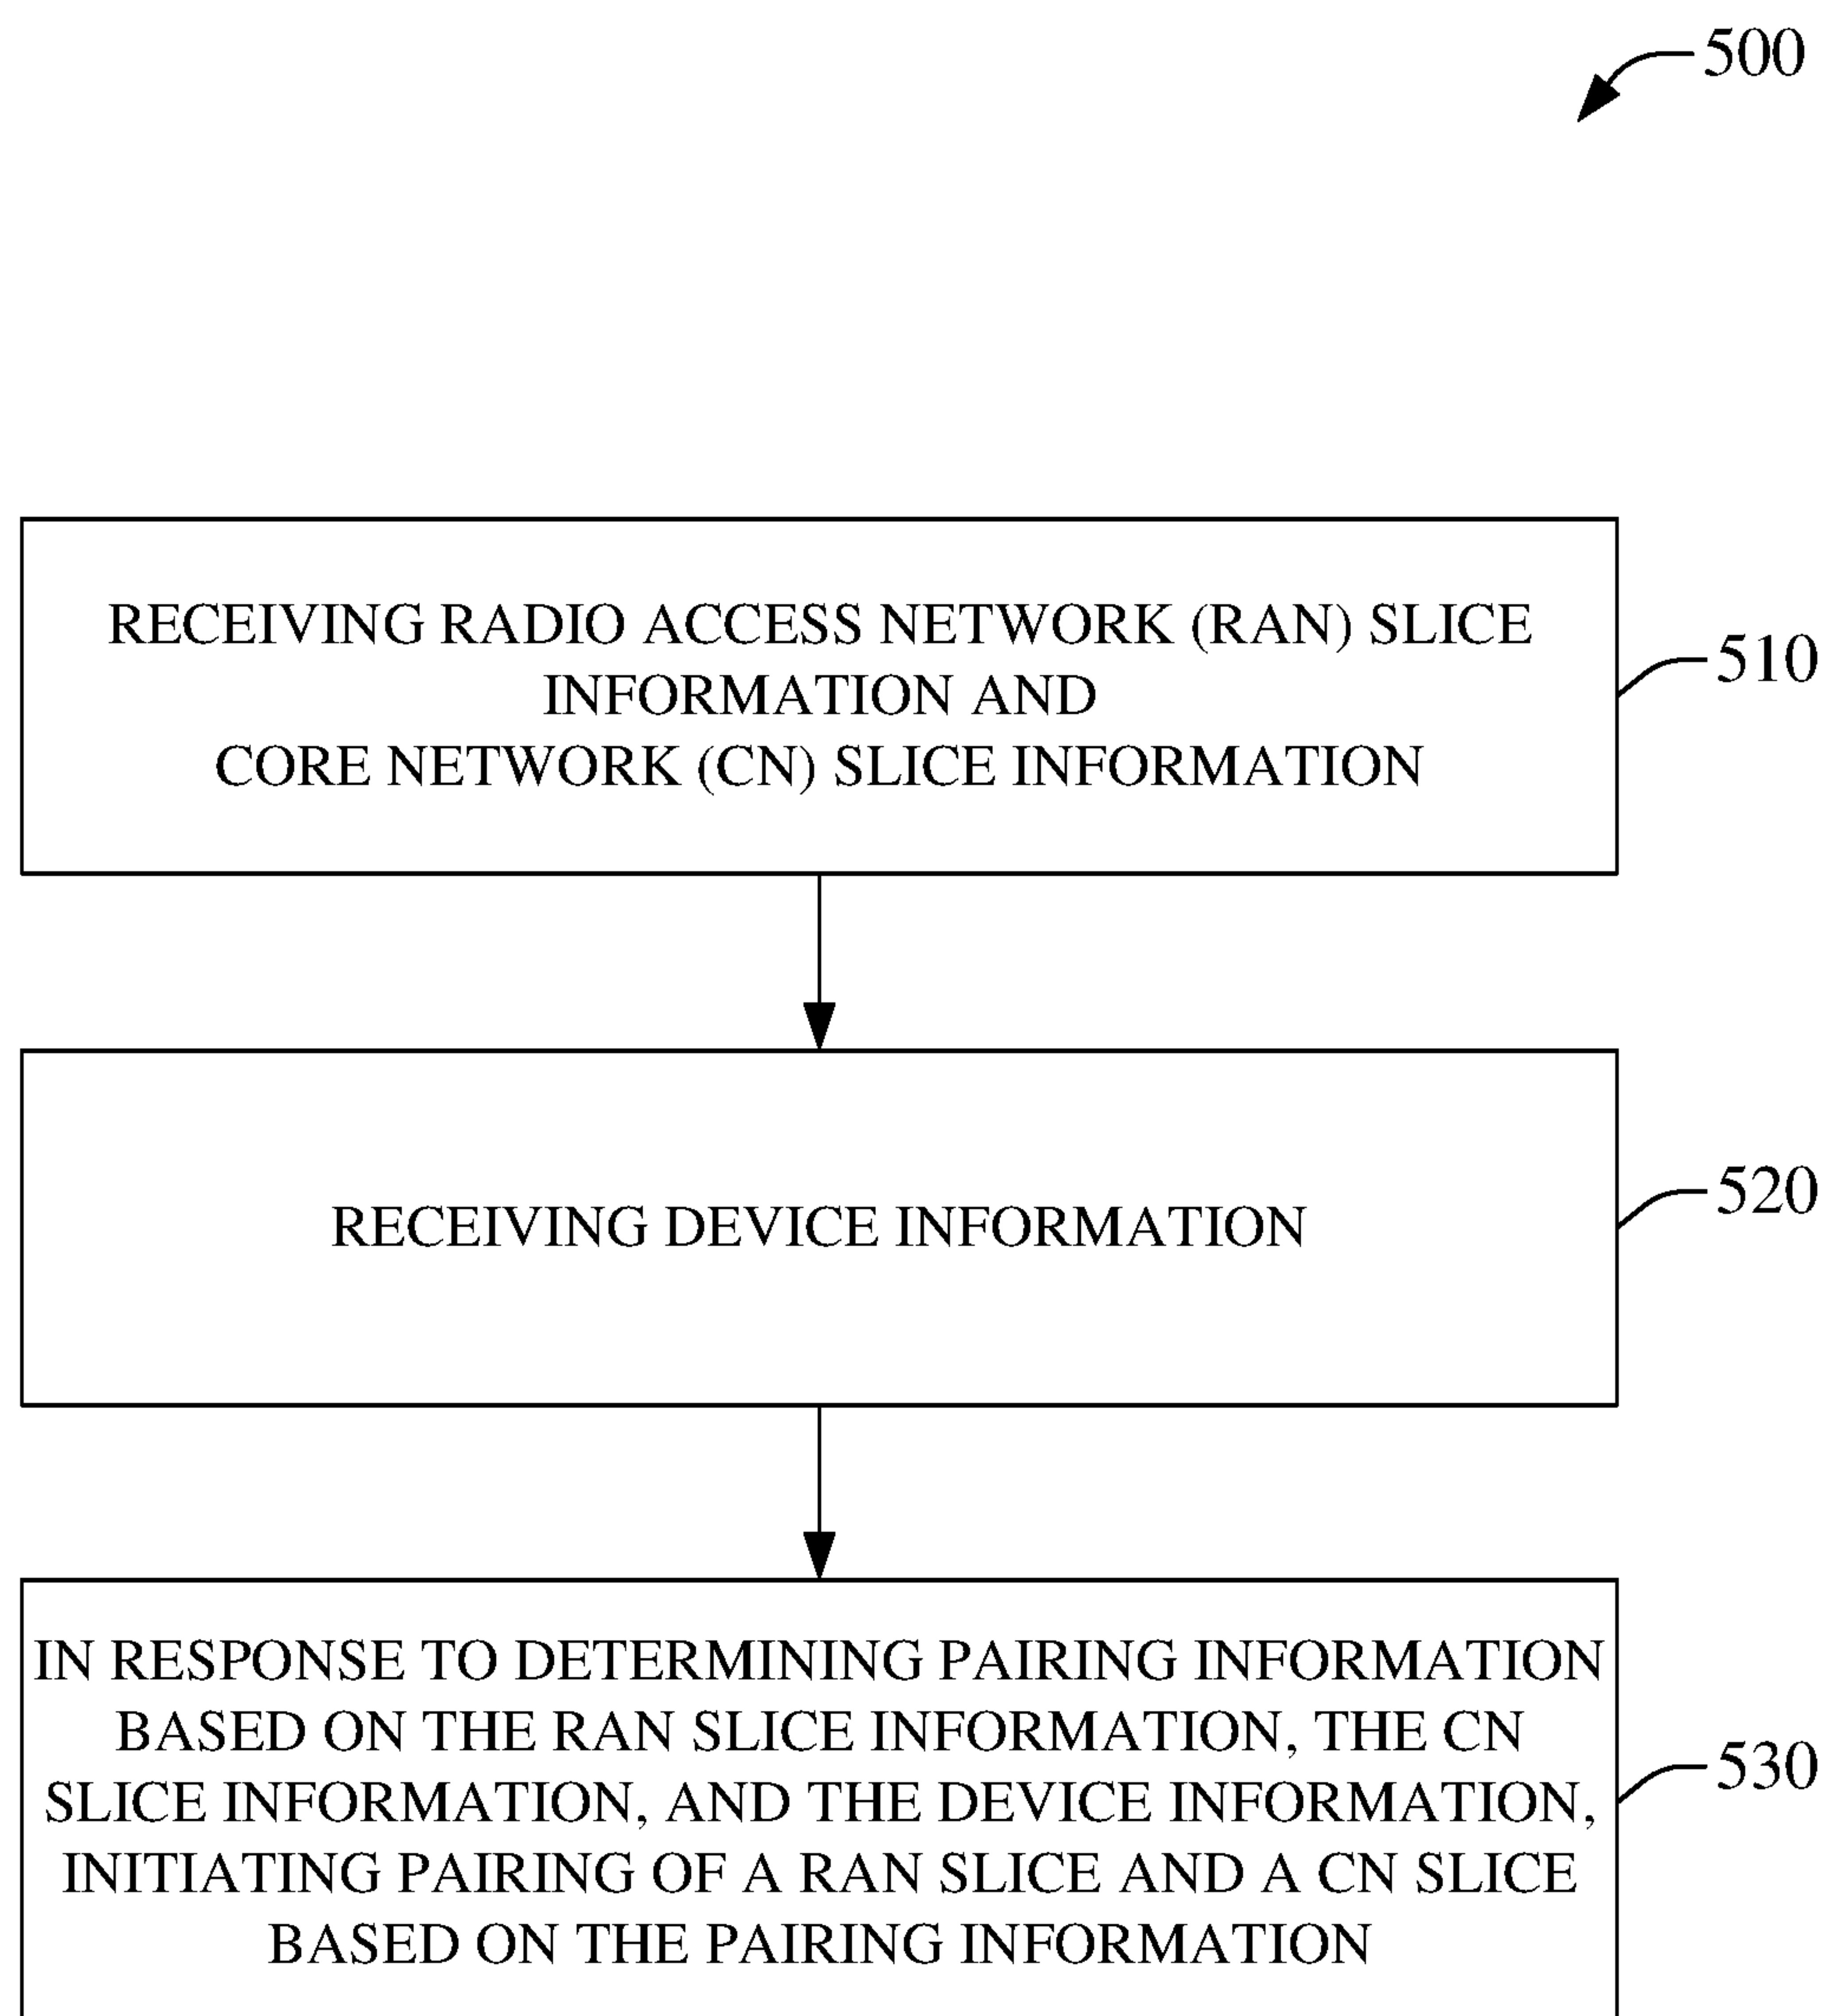 500
RECEIVING RADIO ACCESS NETWORK (RAN) SLICE
INFORMATION AND
CORE NETWORK (CN) SLICE INFORMATION
510
RECEIVING DEVICE INFORMATION
520
IN RESPONSE TO DETERMINING PAIRING INFORMATION
BASED ON THE RAN SLICE INFORMATION, THE CN
SLICE INFORMATION, AND THE DEVICE INFORMATION,
INITIATING PAIRING OF A RAN SLICE AND A CN SLICE
BASED ON THE PAIRING INFORMATION
530